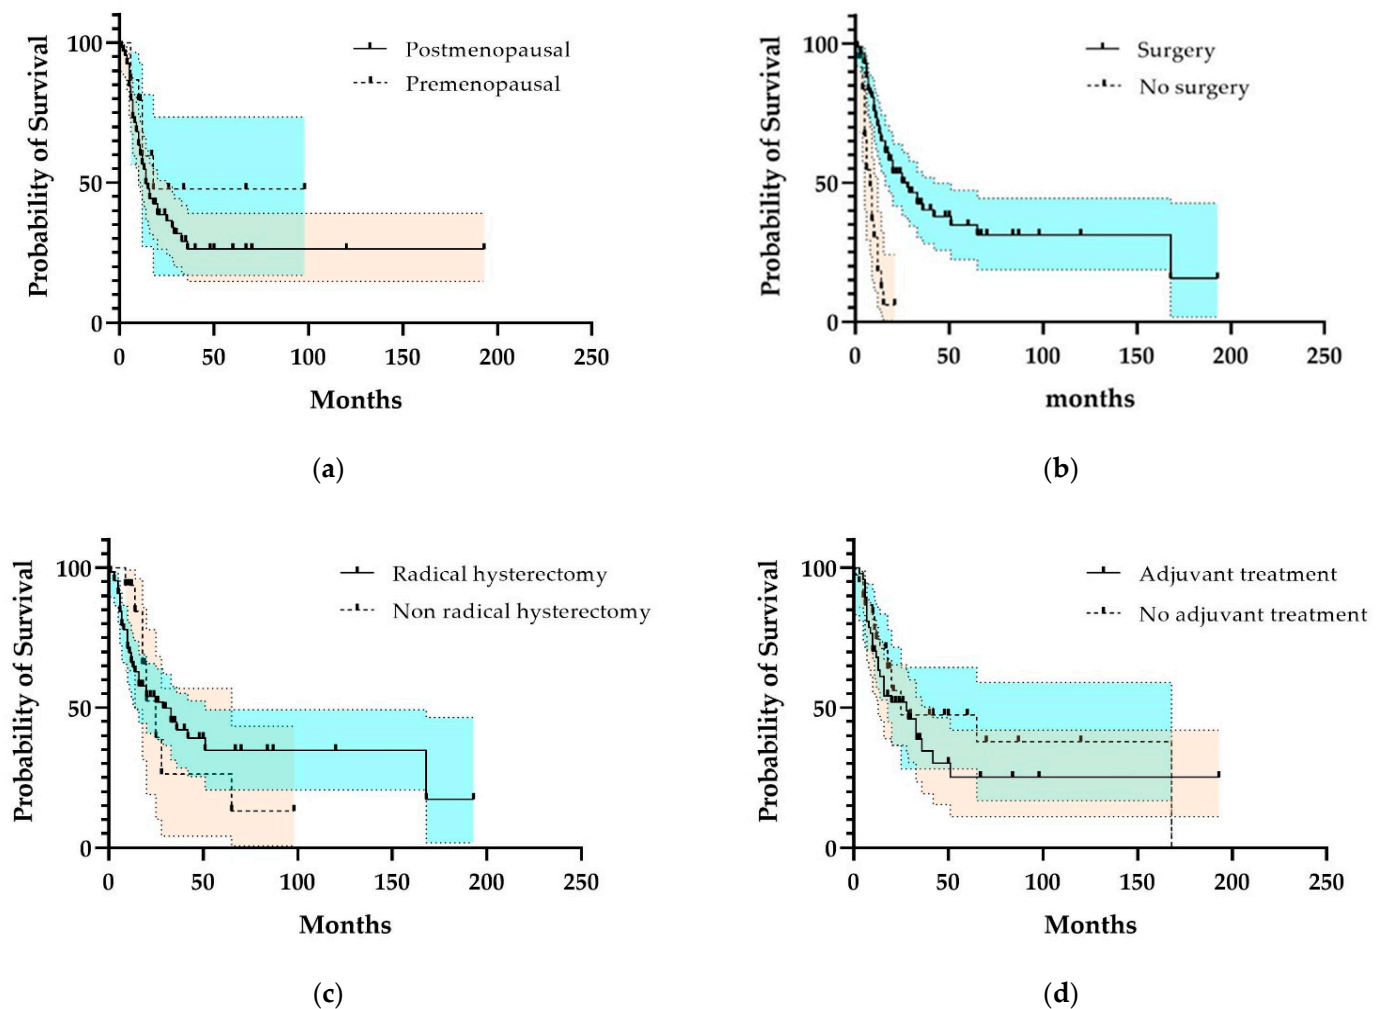 Postmenopausal
Premenopausal
Probability of Survival
100
50
0
0 50 100 150 200 250
Months
(a)
Surgery
No surgery
Probability of Survival
100
50
0
0 50 100 150 200 250
months
(b)
Radical hysterectomy
Non radical hysterectomy
Probability of Survival
100
50
0
0 50 100 150 200 250
Months
(c)
Adjuvant treatment
No adjuvant treatment
Probability of Survival
100
50
0
0 50 100 150 200 250
Months
(d)